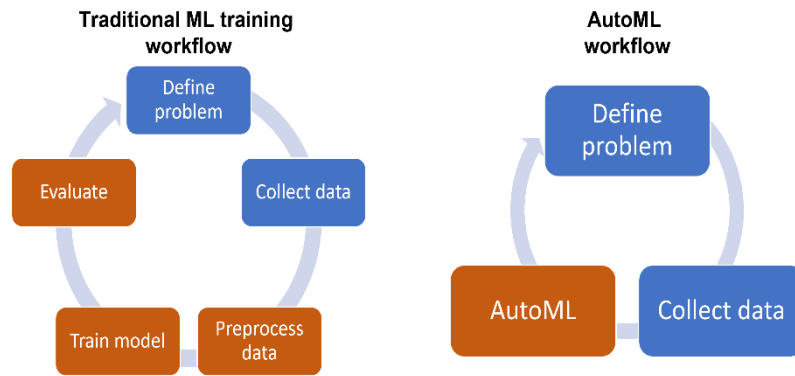 Traditional ML training
workflow
Define
problem
Collect data
Preprocess
data
Train model
Evaluate
AutoML
workflow
Define
problem
Collect data
AutoML